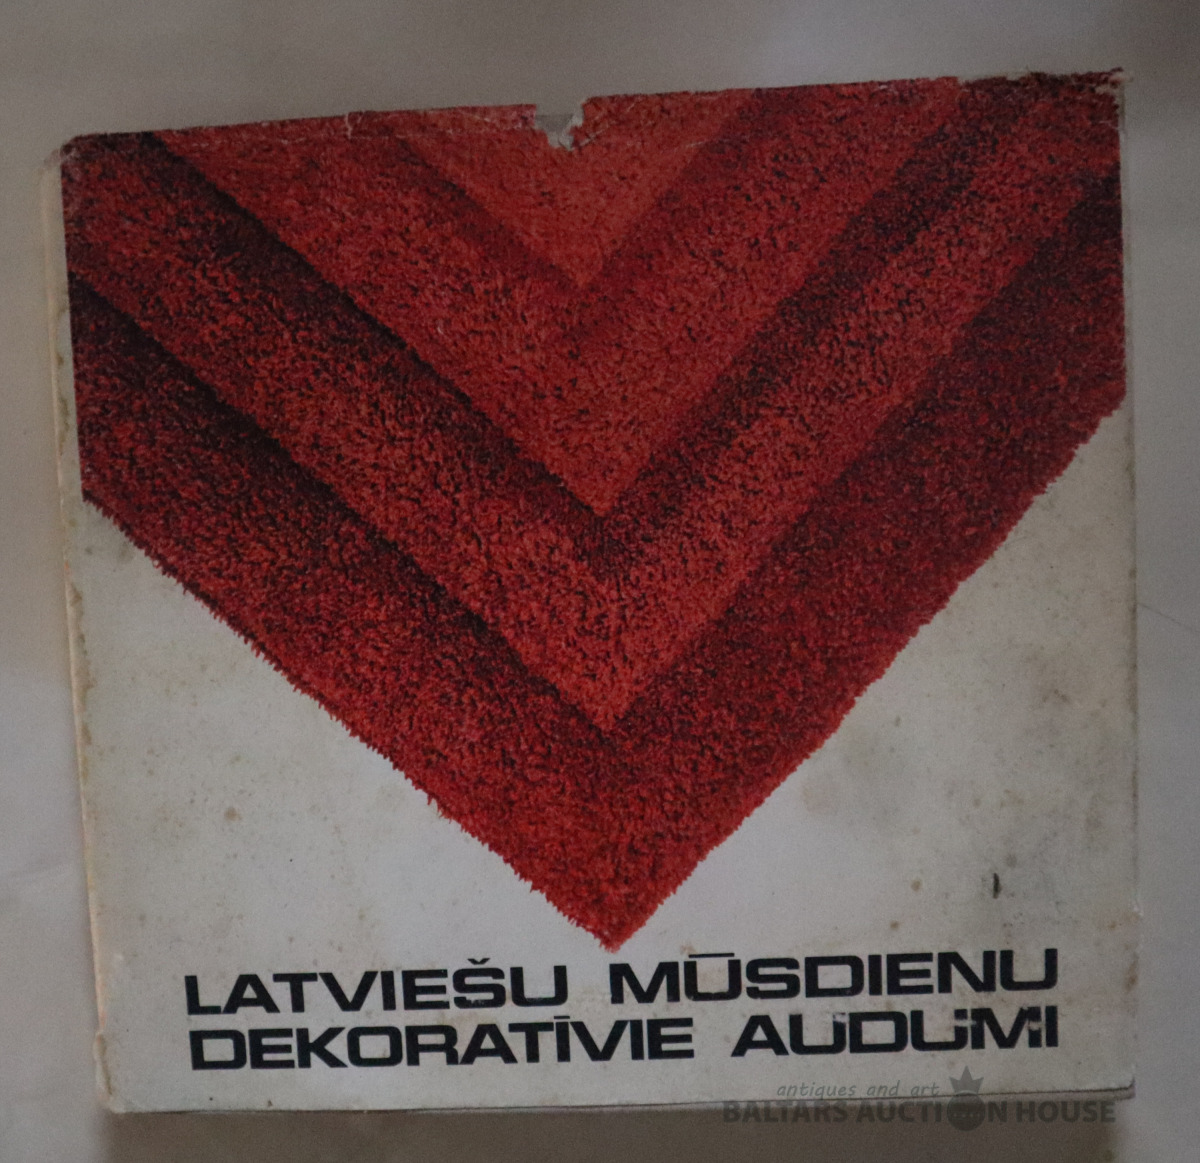 LATVIEŠU MŪSDIENU
DEKORATĪVIE AUDUMI
antiques and art
BALTARS AUCTION HOUSE